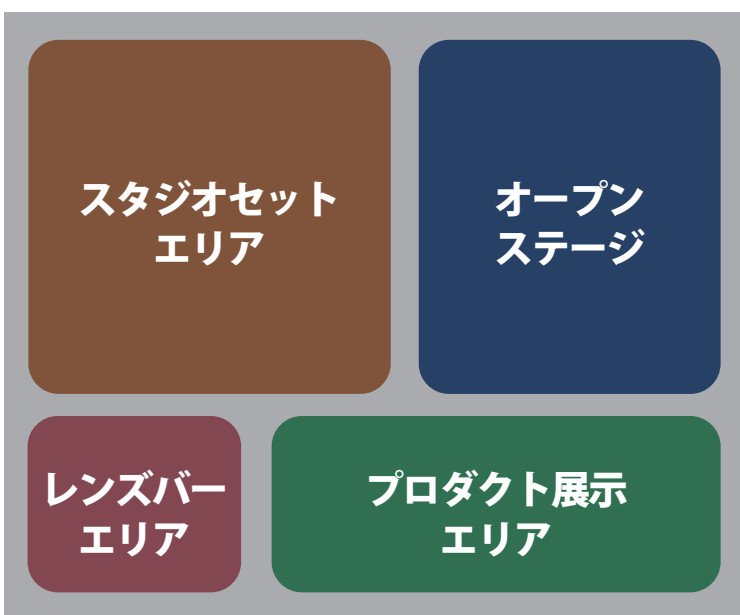 スタジオセット
エリア
オープン
ステージ
レンズバー
エリア
プロダクト展示
エリア